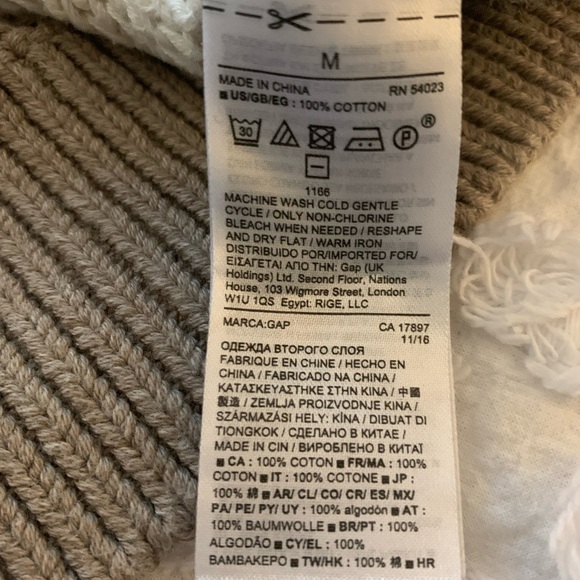 M
MADE IN CHINA RN 54023
■ US/GB/EG : 100% COTTON
30 P ®
1166
MACHINE WASH COLD GENTLE
CYCLE / ONLY NON-CHLORINE
BLEACH WHEN NEEDED / RESHAPE
AND DRY FLAT / WARM IRON
DISTRIBUIDO POR/IMPORTED FOR/
ΕΙΣΑΓΕΤΑΙ ΑΠΟ ΤΗΝ: Gap (UK
Holdings) Ltd. Second Floor, Nations
House, 103 Wigmore Street, London
W1U 1QS Egypt: RIGE, LLC
MARCA:GAP CA 17897
11/16
ОДЕЖДА ВТОРОГО СЛОЯ
FABRIQUE EN CHINE / HECHO EN
CHINA / FABRICADO NA CHINA /
ΚΑΤΑΣΚΕΥΑΣΤΗΚΕ ΣΤΗΝ ΚΙΝΑ / 中國
製造 / ZEMLJA PROIZVODNJE KINA /
SZÁRMAZÁSI HELY: KÍNA / DIBUAT DI
TIONGKOK / СДЕЛАНО В КИТАЕ /
MADE IN CIN / ВИРОБЛЕНО В КИТАЇ
■ CA : 100% COTON ■ FR/MA : 100%
COTON ■ IT : 100% COTONE ■ JP :
100% 綿 ■ AR/ CL/ CO/ CR/ ES/ MX/
PA/ PE/ PY/ UY : 100% algodón ■ AT :
100% BAUMWOLLE ■ BR/PT : 100%
ALGODÃO ■ CY/EL : 100%
ΒΑΜΒΑΚΕΡΟ ■ TW/HK : 100% 棉 ■ HR